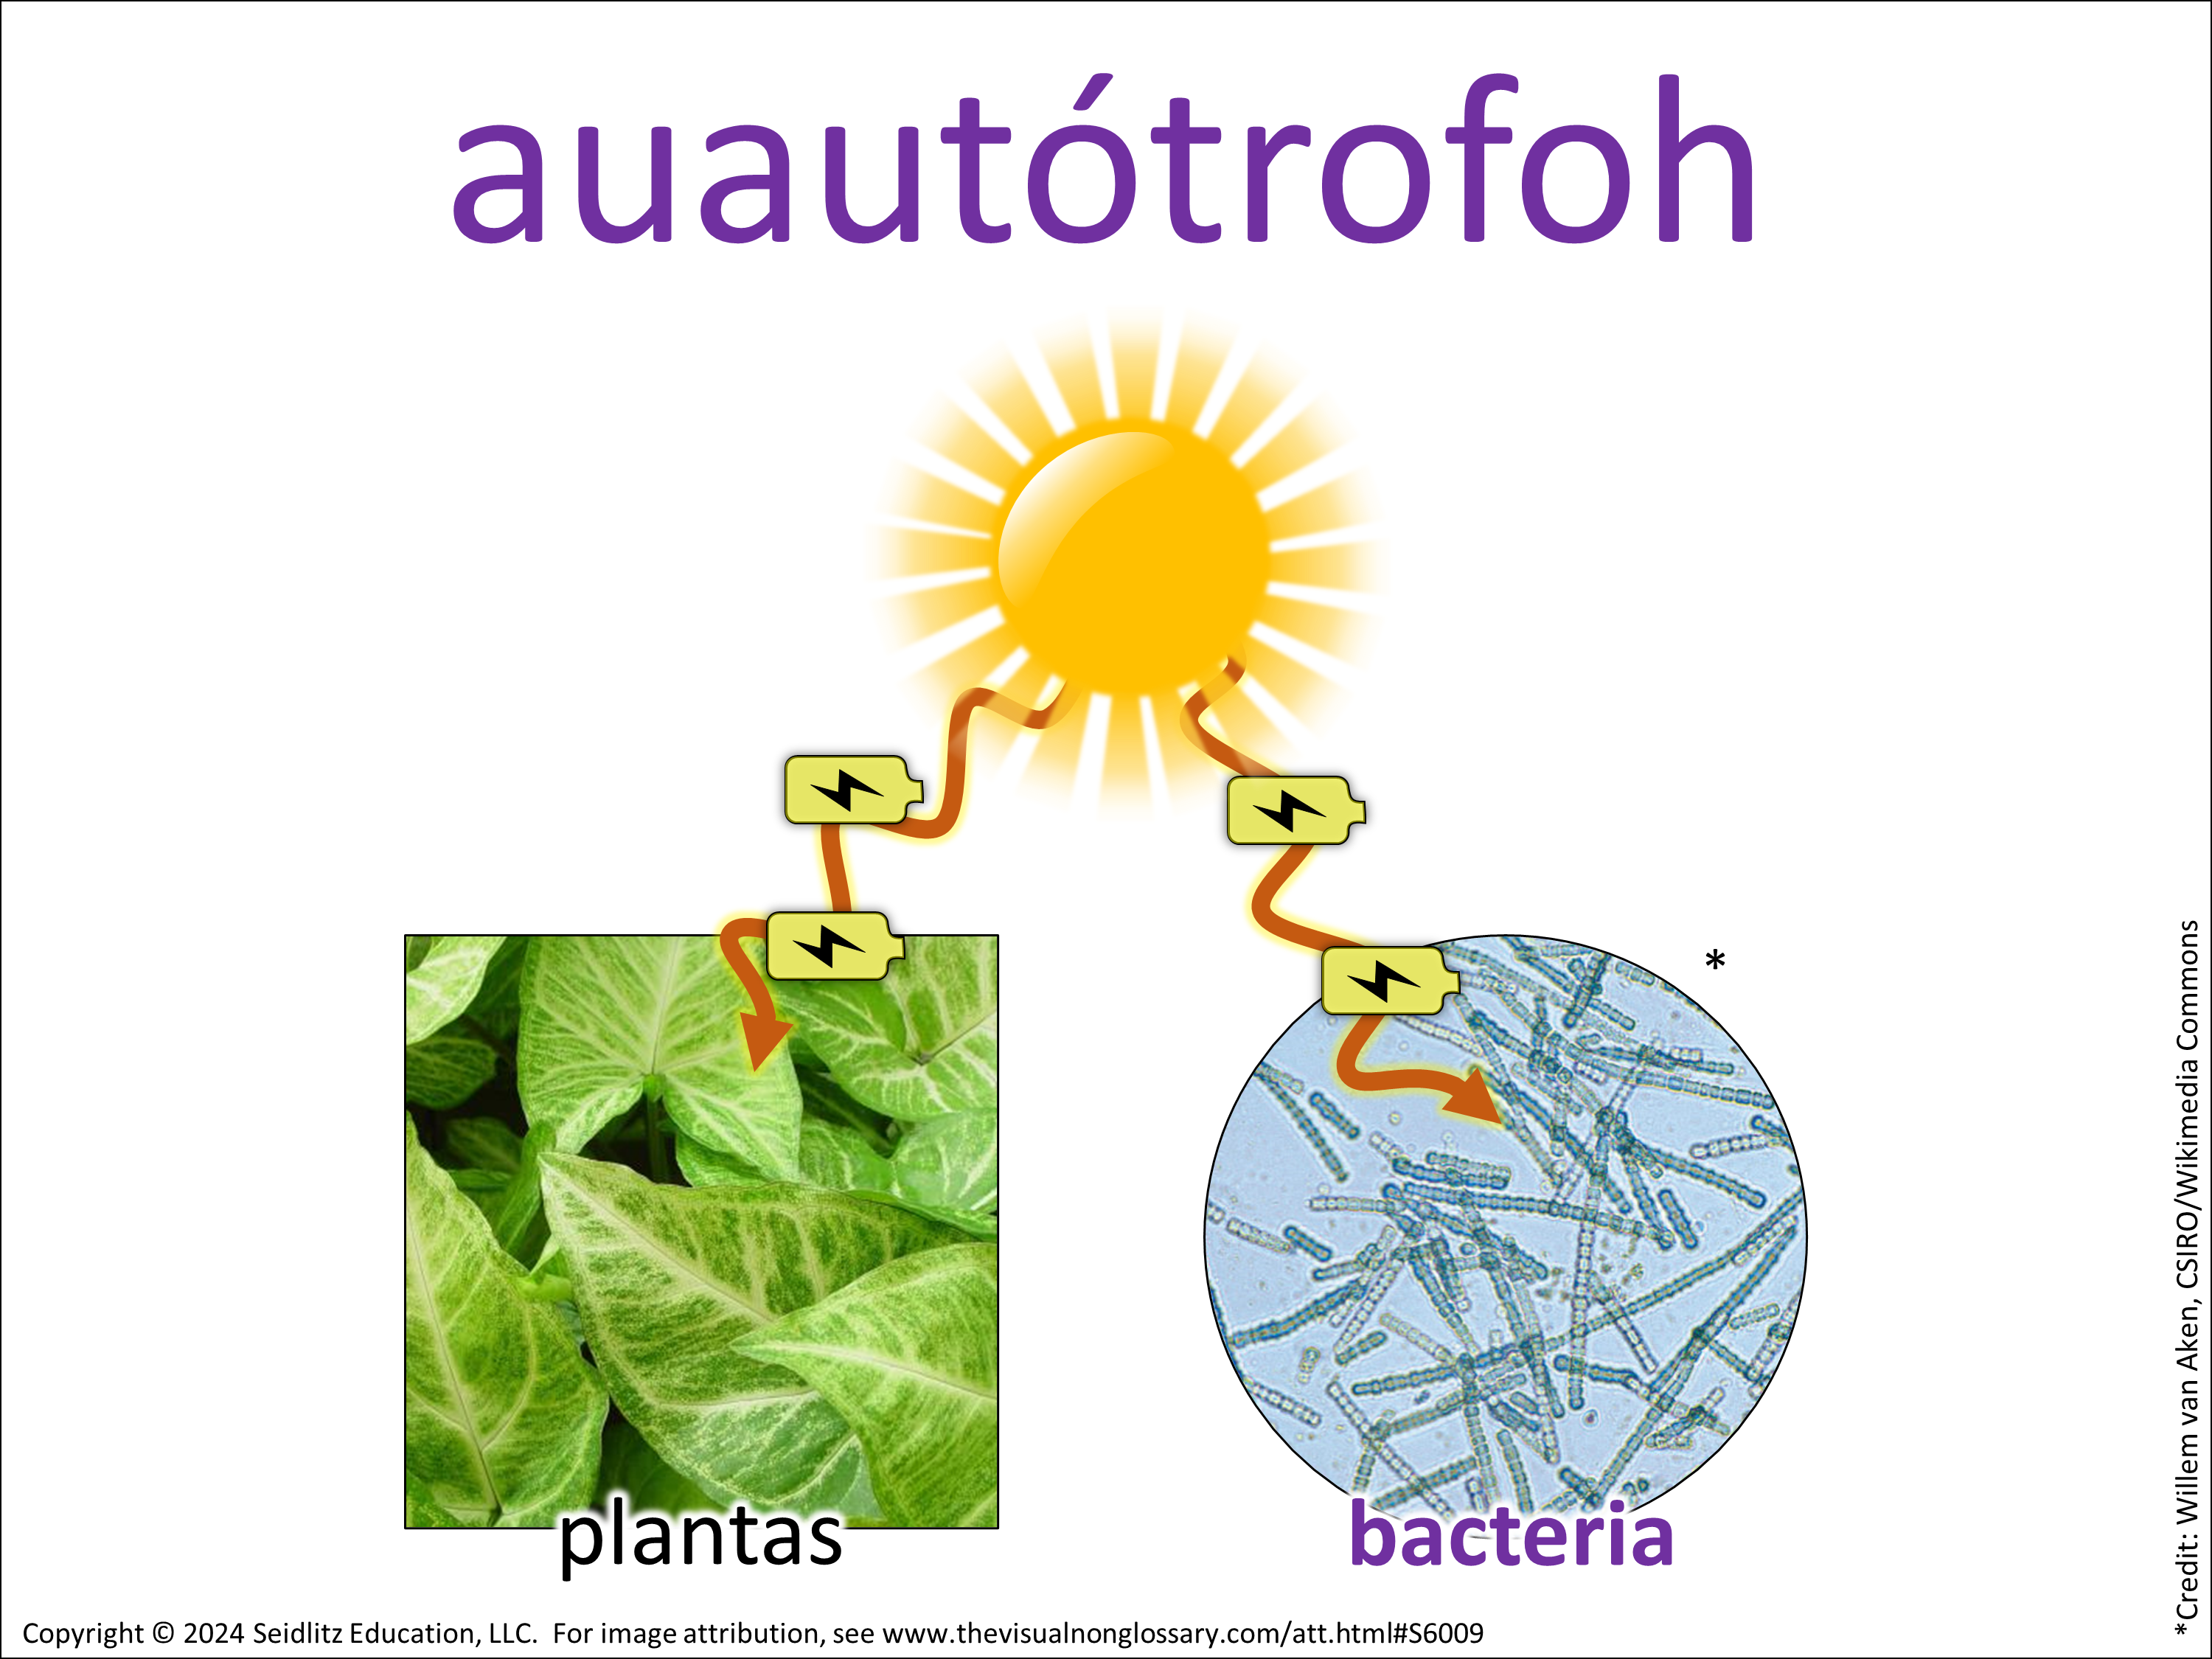 auautótrofoh
*
plantas
bacteria
Copyright © 2024 Seidlitz Education, LLC.  For image attribution, see www.thevisualnonglossary.com/att.html#S6009
*Credit: Willem van Aken, CSIRO/Wikimedia Commons